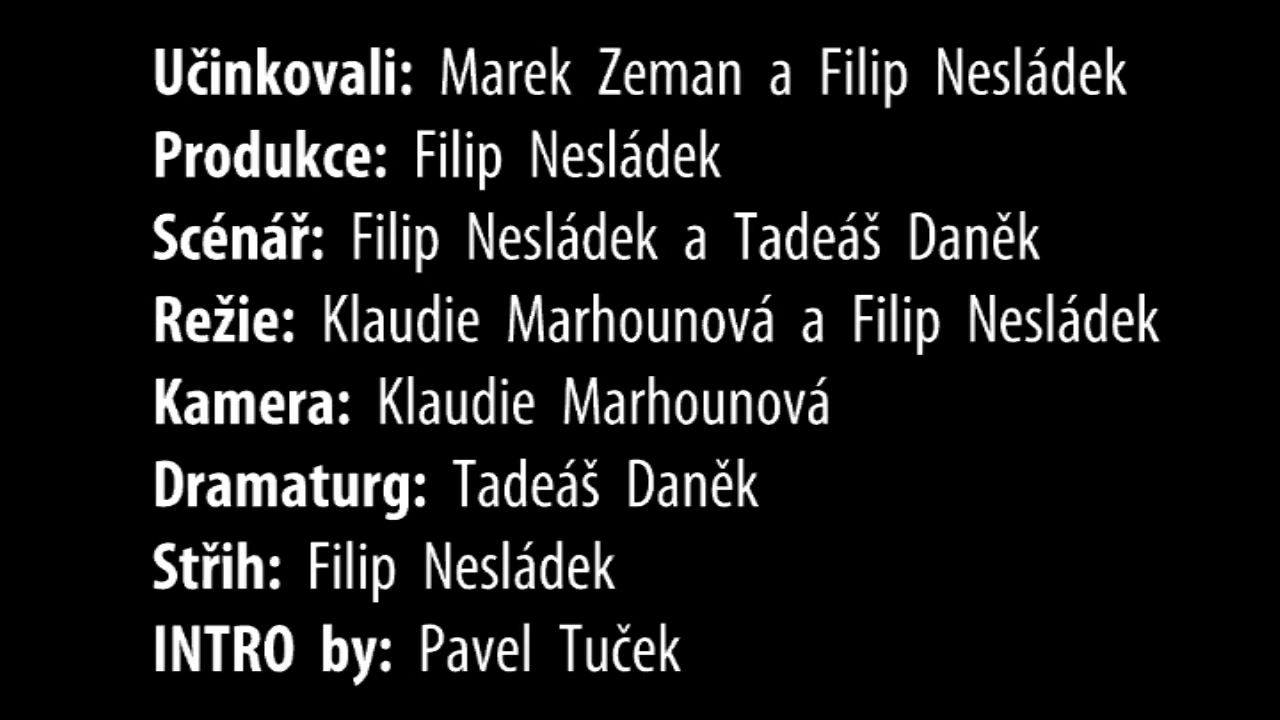 Učinkovali: Marek Zeman a Filip Nesládek
Produkce: Filip Nesládek
Scénář: Filip Nesládek a Tadeáš Daněk
Režie: Klaudie Marhounová a Filip Nesládek
Kamera: Klaudie Marhounová
Dramaturg: Tadeáš Daněk
Střih: Filip Nesládek
INTRO by: Pavel Tuček